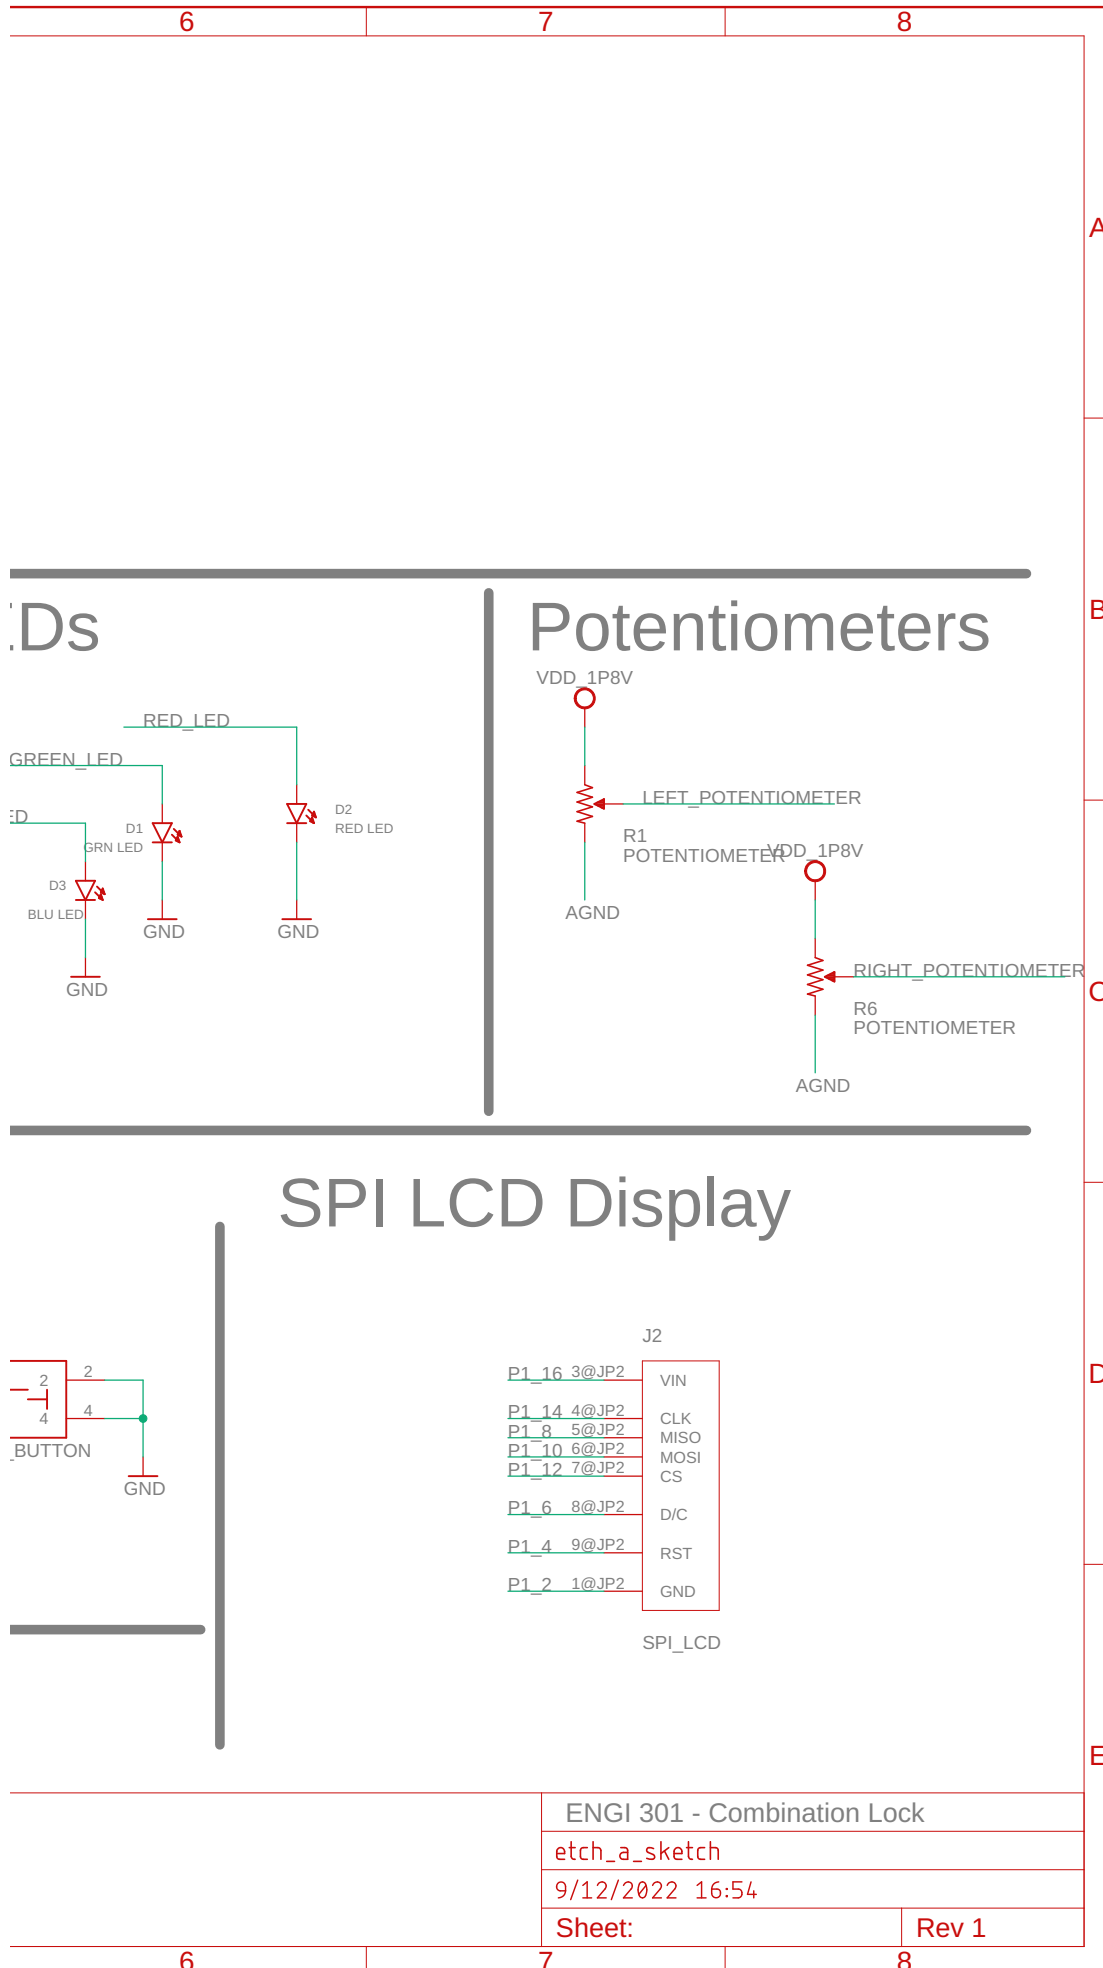 6 7 8
A
B
Ds
Potentiometers
VDD_1P8V
RED_LED
GREEN_LED
LEFT_POTENTIOMETER
D2
RED LED
ED
D1
GRN LED
R1
POTENTIOMETER
VDD_1P8V
D3
BLU LED
AGND
GND
GND
RIGHT_POTENTIOMETER
GND
C
R6
POTENTIOMETER
AGND
SPI LCD Display
J2
2 2
P1_16 3@JP2 VIN
D
4 4
P1_14 4@JP2 CLK
P1_8 5@JP2 MISO
_BUTTON
P1_10 6@JP2 MOSI
P1_12 7@JP2 CS
GND
P1_6 8@JP2 D/C
P1_4 9@JP2 RST
P1_2 1@JP2 GND
SPI_LCD
E
ENGI 301 - Combination Lock
etch_a_sketch
9/12/2022 16:54
Sheet: Rev 1
6 7 8